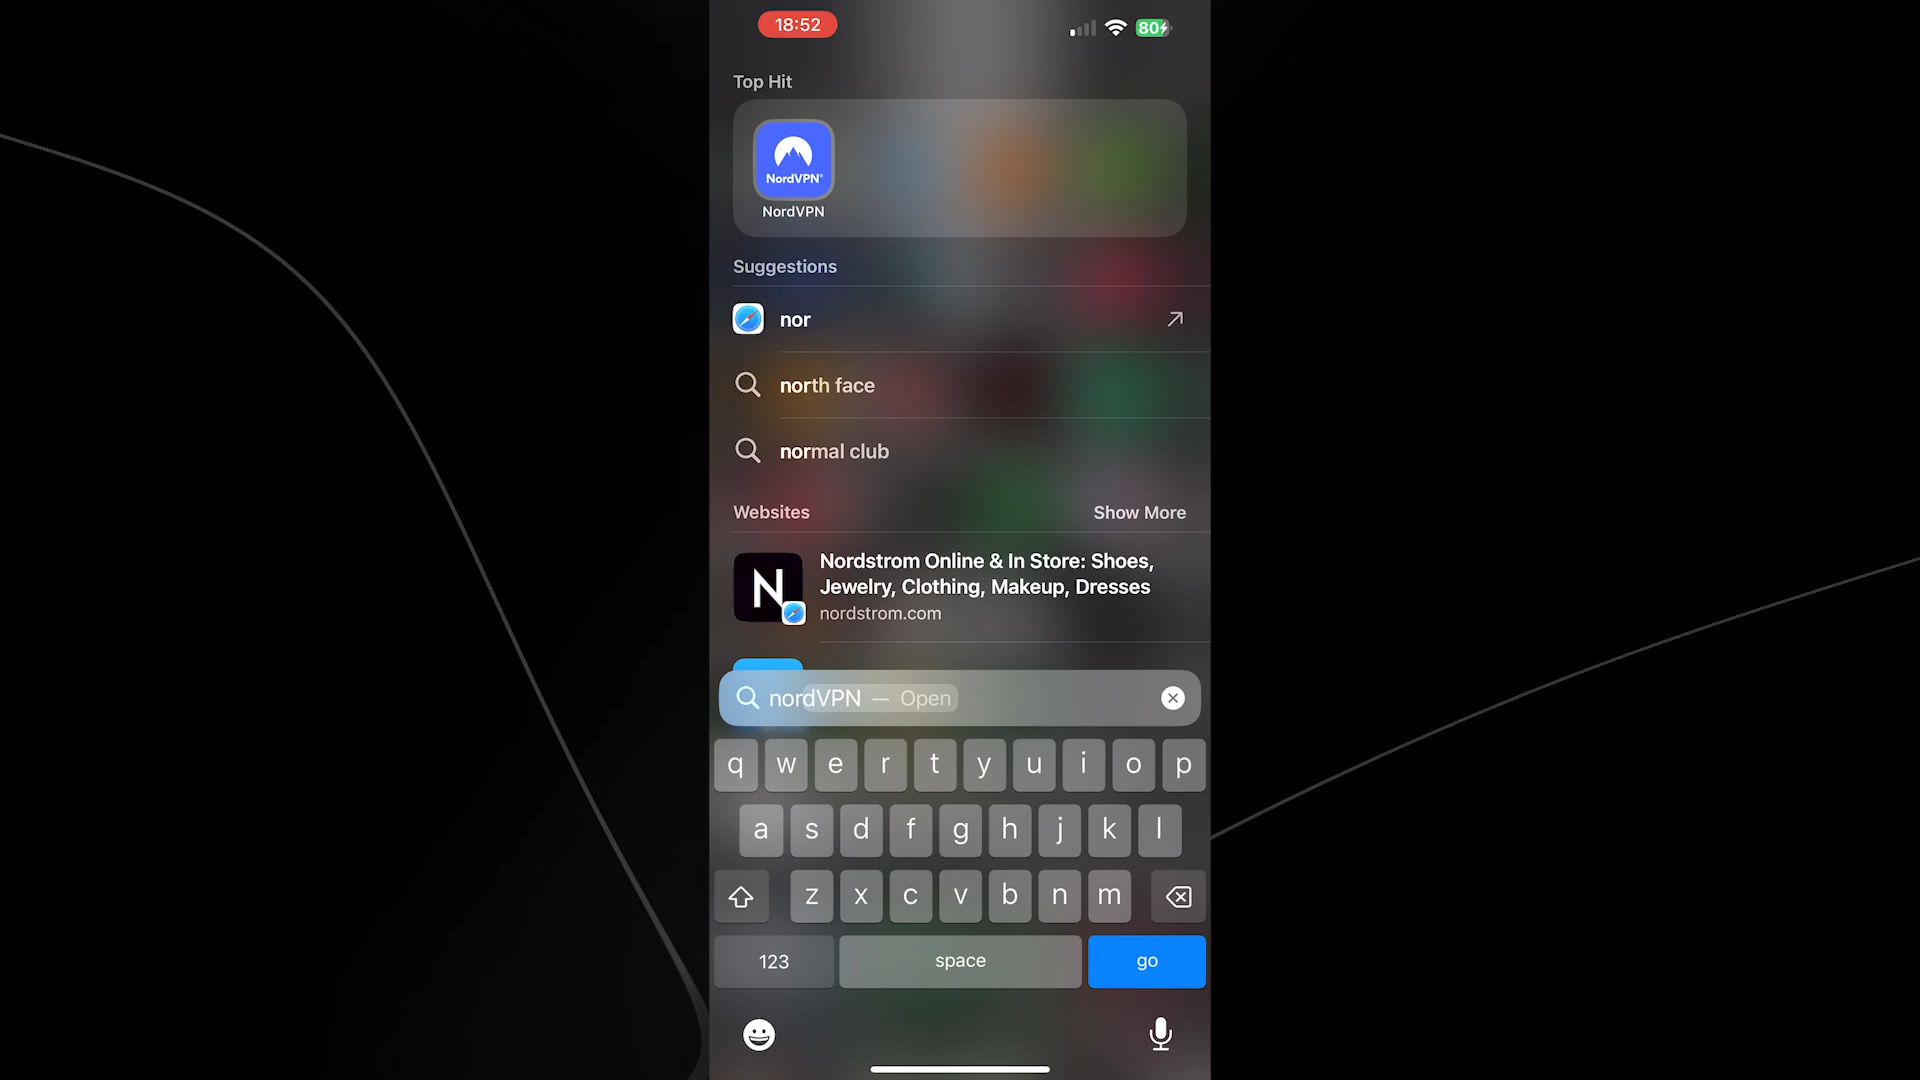 18:52
80
Top Hit
NordVPN®
NordVPN
Suggestions
nor
north face
normal club
Websites
Show More
N
Nordstrom Online & In Store: Shoes,
Jewelry, Clothing, Makeup, Dresses
nordstrom.com
nordVPN — Open
q w e r t y u i o p
a s d f g h j k l
z x c v b n m
123 space go